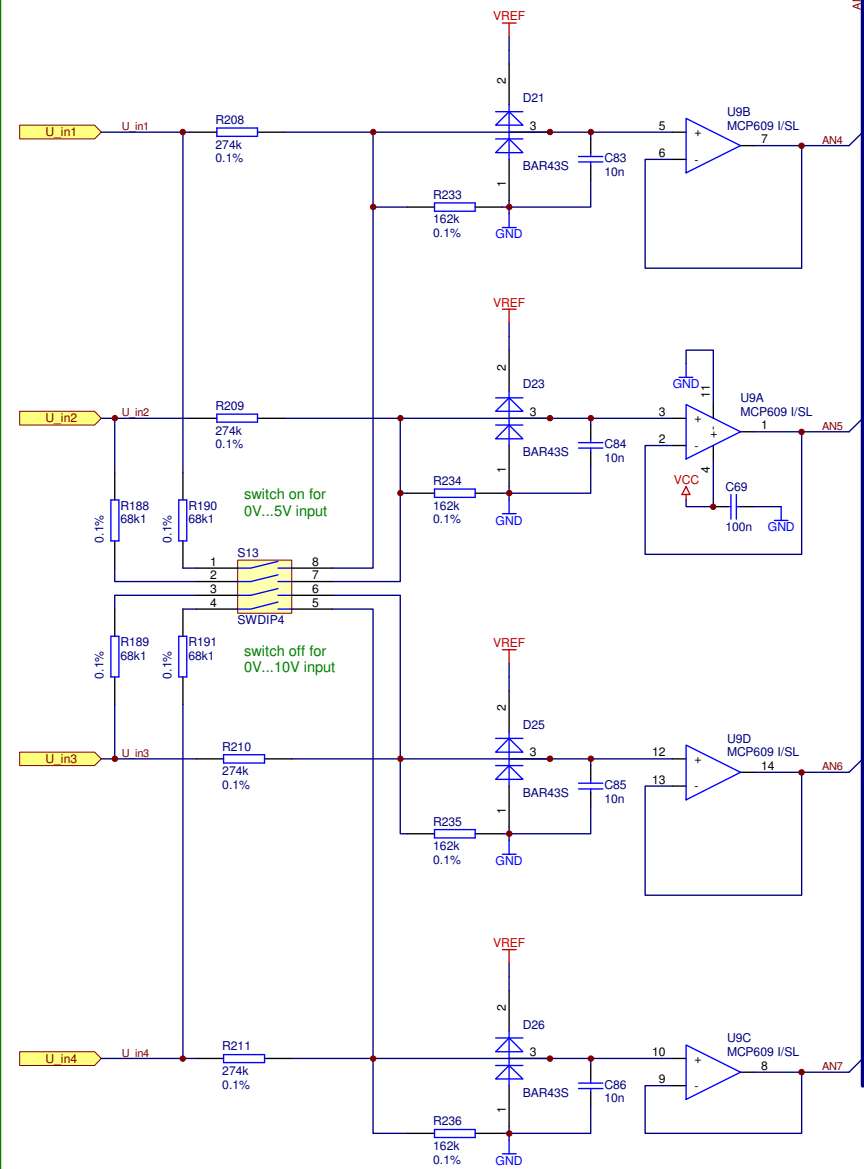 VREF
2
D21
U_in1
U_in1
R208
274k
0.1%
3
BAR43S
1
C83
10n
R233
162k
0.1%
GND
5
6
+
-
U9B
MCP609 I/SL
7
AN4
VREF
2
D23
U_in2
U_in2
R209
274k
0.1%
3
BAR43S
1
C84
10n
R234
162k
0.1%
GND
GND
11
3
2
+
-
-
+
U9A
MCP609 I/SL
1
AN5
4
VCC
C69
100n
GND
R188
68k1
0.1%
R190
68k1
0.1%
switch on for
0V...5V input
S13
1
2
3
4
8
7
6
5
SWDIP4
R189
68k1
0.1%
R191
68k1
0.1%
switch off for
0V...10V input
VREF
2
D25
U_in3
U_in3
R210
274k
0.1%
3
BAR43S
1
C85
10n
R235
162k
0.1%
GND
12
13
+
-
U9D
MCP609 I/SL
14
AN6
VREF
2
D26
U_in4
U_in4
R211
274k
0.1%
3
BAR43S
1
C86
10n
R236
162k
0.1%
GND
10
9
+
-
U9C
MCP609 I/SL
8
AN7